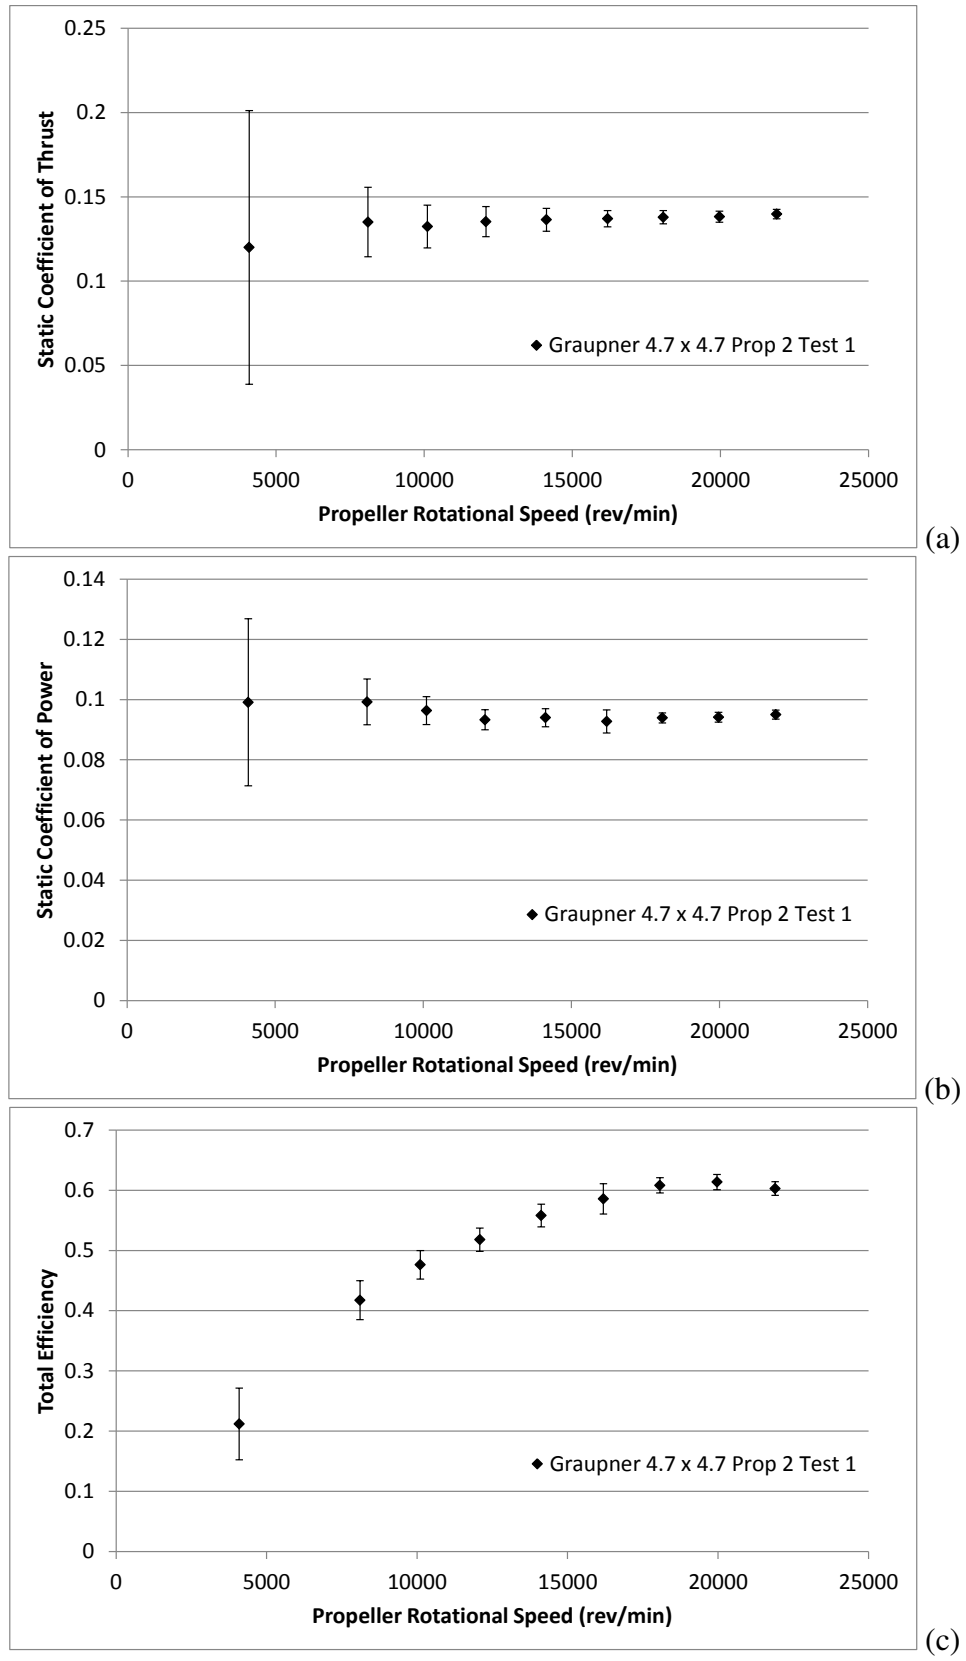 0.25
0.2
0.15
0.1
0.05
0
Static Coefficient of Thrust
Graupner 4.7 x 4.7 Prop 2 Test 1
0 5000 10000 15000 20000 25000
Propeller Rotational Speed (rev/min)
(a)
0.14
0.12
0.1
0.08
0.06
0.04
0.02
0
Static Coefficient of Power
Graupner 4.7 x 4.7 Prop 2 Test 1
0 5000 10000 15000 20000 25000
Propeller Rotational Speed (rev/min)
(b)
0.7
0.6
0.5
0.4
0.3
0.2
0.1
0
Total Efficiency
Graupner 4.7 x 4.7 Prop 2 Test 1
0 5000 10000 15000 20000 25000
Propeller Rotational Speed (rev/min)
(c)